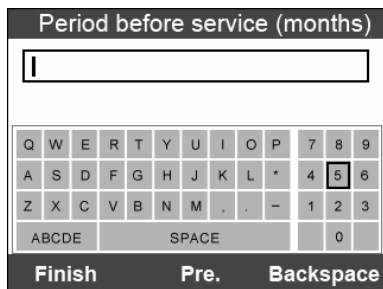 Period before service (months)
Q W E R T Y U I O P 7 8 9
A S D F G H J K L * 4 5 6
Z X C V B N M , . – 1 2 3
ABCDE SPACE 0
Finish Pre. Backspace